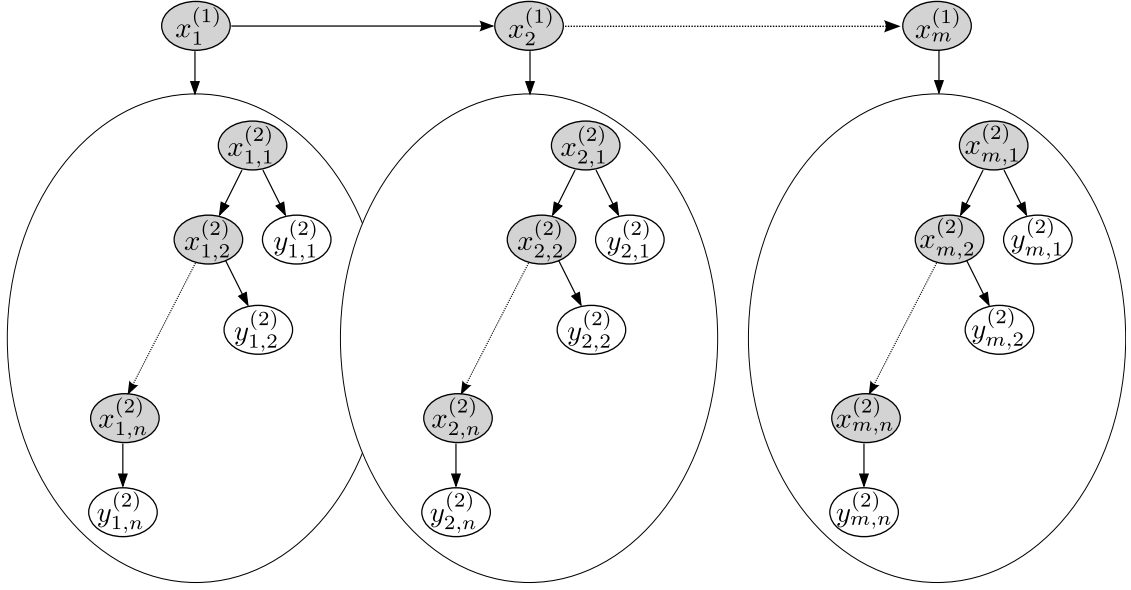 x_1^{(1)} x_2^{(1)} x_m^{(1)}
x_{1,1}^{(2)} x_{2,1}^{(2)} x_{m,1}^{(2)}
x_{1,2}^{(2)} y_{1,1}^{(2)} x_{2,2}^{(2)} y_{2,1}^{(2)} x_{m,2}^{(2)} y_{m,1}^{(2)}
y_{1,2}^{(2)} y_{2,2}^{(2)} y_{m,2}^{(2)}
x_{1,n}^{(2)} x_{2,n}^{(2)} x_{m,n}^{(2)}
y_{1,n}^{(2)} y_{2,n}^{(2)} y_{m,n}^{(2)}